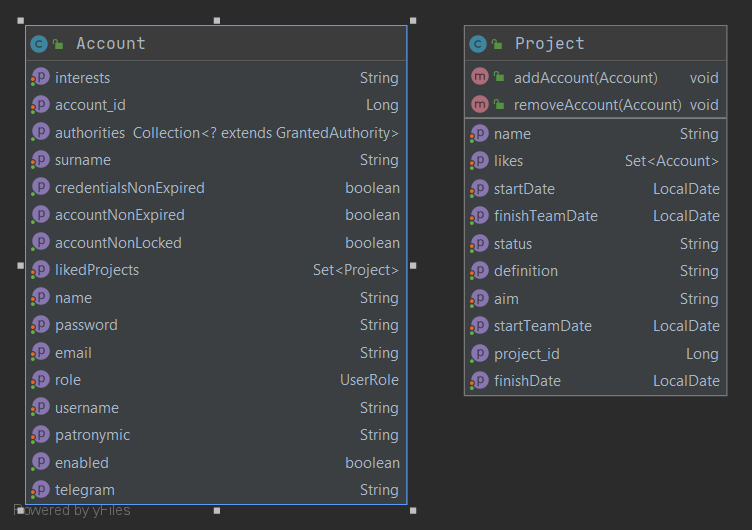 Account
interests String
account_id Long
authorities Collection<? extends GrantedAuthority>
surname String
credentialsNonExpired boolean
accountNonExpired boolean
accountNonLocked boolean
likedProjects Set<Project>
name String
password String
email String
role UserRole
username String
patronymic String
enabled boolean
telegram String
Project
addAccount(Account) void
removeAccount(Account) void
name String
likes Set<Account>
startDate LocalDate
finishTeamDate LocalDate
status String
definition String
aim String
startTeamDate LocalDate
project_id Long
finishDate LocalDate
Powered by yFiles